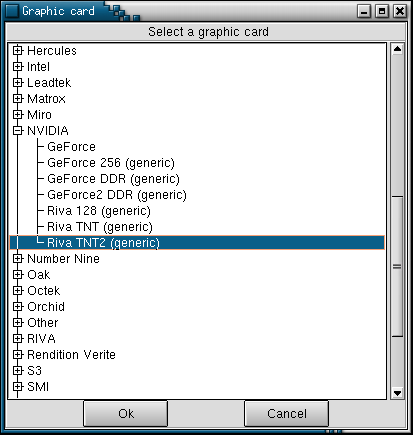 Graphic card
Select a graphic card
Hercules
Intel
Leadtek
Matrox
Miro
NVIDIA
GeForce
GeForce 256 (generic)
GeForce DDR (generic)
GeForce2 DDR (generic)
Riva 128 (generic)
Riva TNT (generic)
Riva TNT2 (generic)
Number Nine
Oak
Octek
Orchid
Other
RIVA
Rendition Verite
S3
SMI
Ok
Cancel